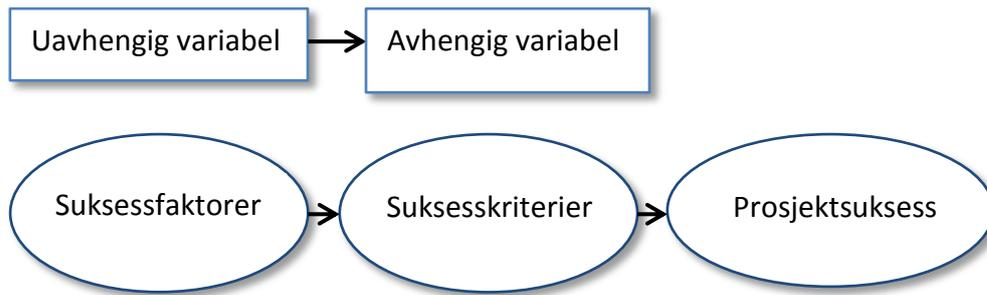 Uavhengig variabel
Avhengig variabel
Suksessfaktorer
Suksesskriterier
Prosjektsuksess